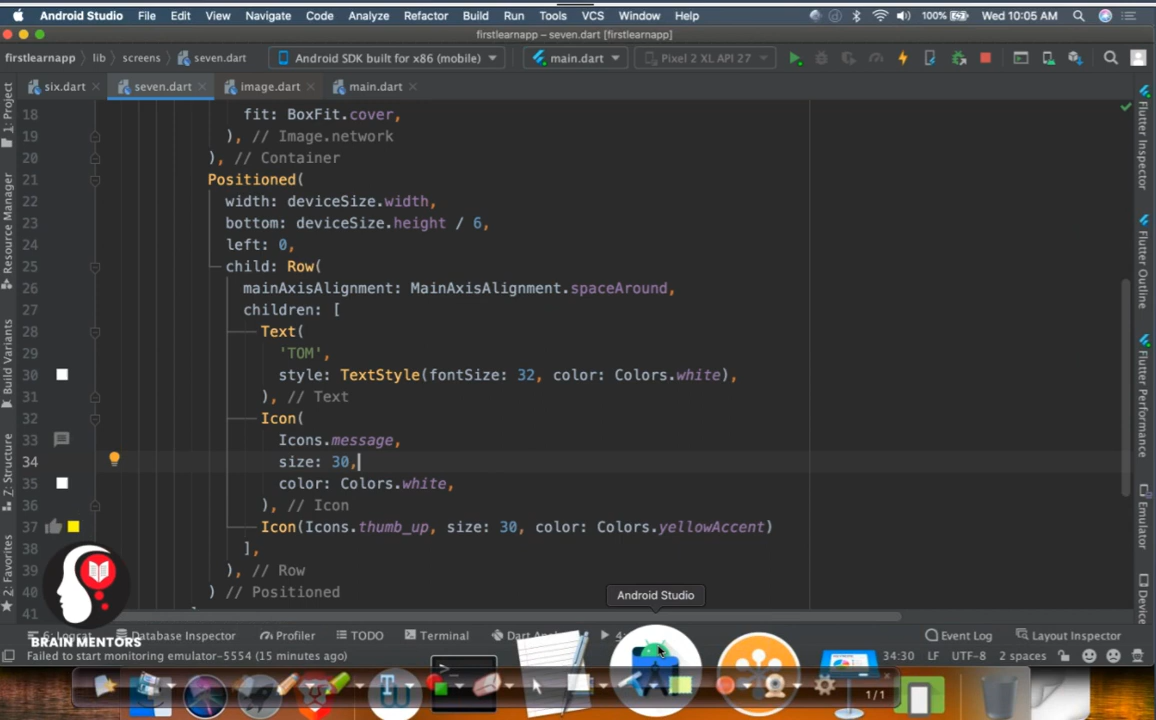 Android Studio File Edit View Navigate Code Analyze Refactor Build Run Tools VCS Window Help 100% Wed 10:05 AM
firstlearnapp – seven.dart [firstlearnapp]
firstlearnapp lib screens seven.dart Android SDK built for x86 (mobile) main.dart Pixel 2 XL API 27
six.dart seven.dart image.dart main.dart
1: Project
Resource Manager
Build Variants
7: Structure
2: Favorites
18 fit: BoxFit.cover,
19 ), // Image.network
20 ), // Container
21 Positioned(
22 width: deviceSize.width,
23 bottom: deviceSize.height / 6,
24 left: 0,
25 child: Row(
26 mainAxisAlignment: MainAxisAlignment.spaceAround,
27 children: [
28 Text(
29 'TOM',
30 style: TextStyle(fontSize: 32, color: Colors.white),
31 ), // Text
32 Icon(
33 Icons.message,
34 size: 30,
35 color: Colors.white,
36 ), // Icon
37 Icon(Icons.thumb_up, size: 30, color: Colors.yellowAccent)
38 ],
39 ), // Row
40 ) // Positioned
41
Flutter Inspector
Flutter Outline
Flutter Performance
Emulator
Device
Android Studio
BRAIN MENTORS
6: Logcat Database Inspector Profiler TODO Terminal Dart Event Log Layout Inspector
Failed to start monitoring emulator-5554 (15 minutes ago) 34:30 LF UTF-8 2 spaces
1/1